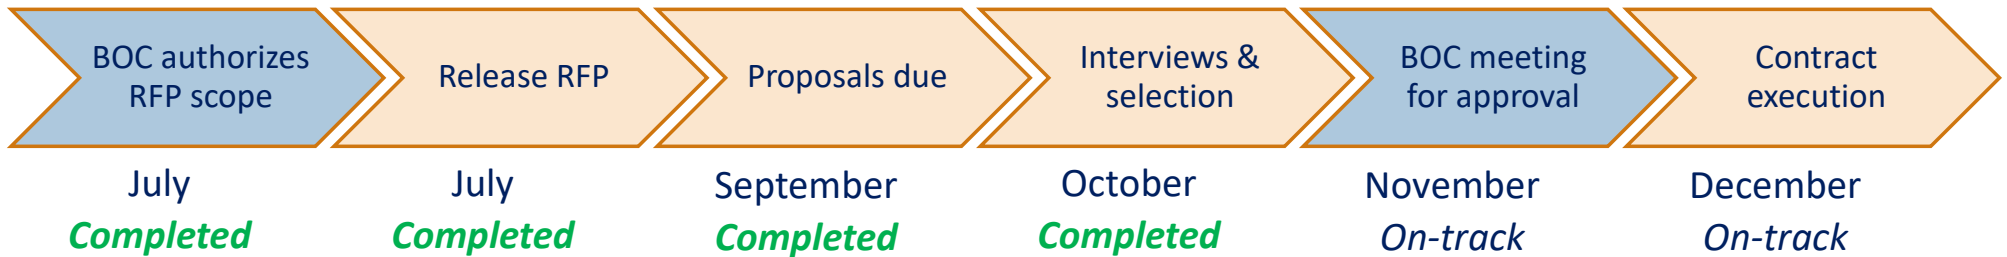 BOC authorizes
RFP scope
Release RFP
Proposals due
Interviews &
selection
BOC meeting
for approval
Contract
execution
July
July
September
October
November
December
Completed
Completed
Completed
Completed
On-track
On-track